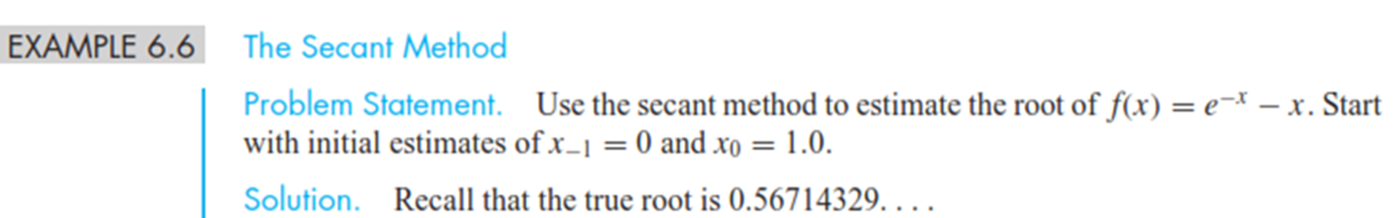 EXAMPLE 6.6 The Secant Method
Problem Statement. Use the secant method to estimate the root of f(x) = e⁻ˣ − x. Start
with initial estimates of x₋₁ = 0 and x₀ = 1.0.
Solution. Recall that the true root is 0.56714329. . . .